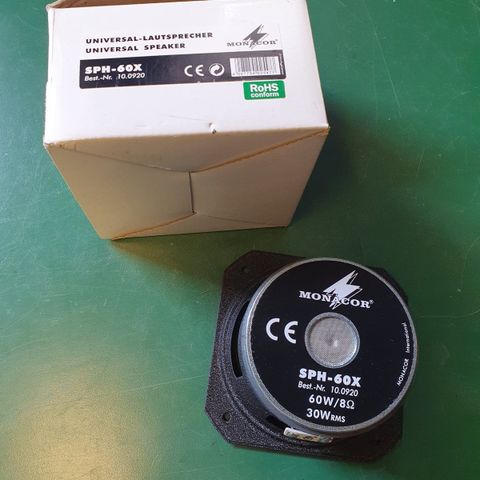 UNIVERSAL-LAUTSPRECHER
UNIVERSAL SPEAKER
MONACOR®
SPH-60X
Best.-Nr. 10.0920
CE
RoHS
conform
MONACOR®
CE
SPH-60X
Best.-Nr. 10.0920
60W/8Ω
30WRMS
MONACOR International